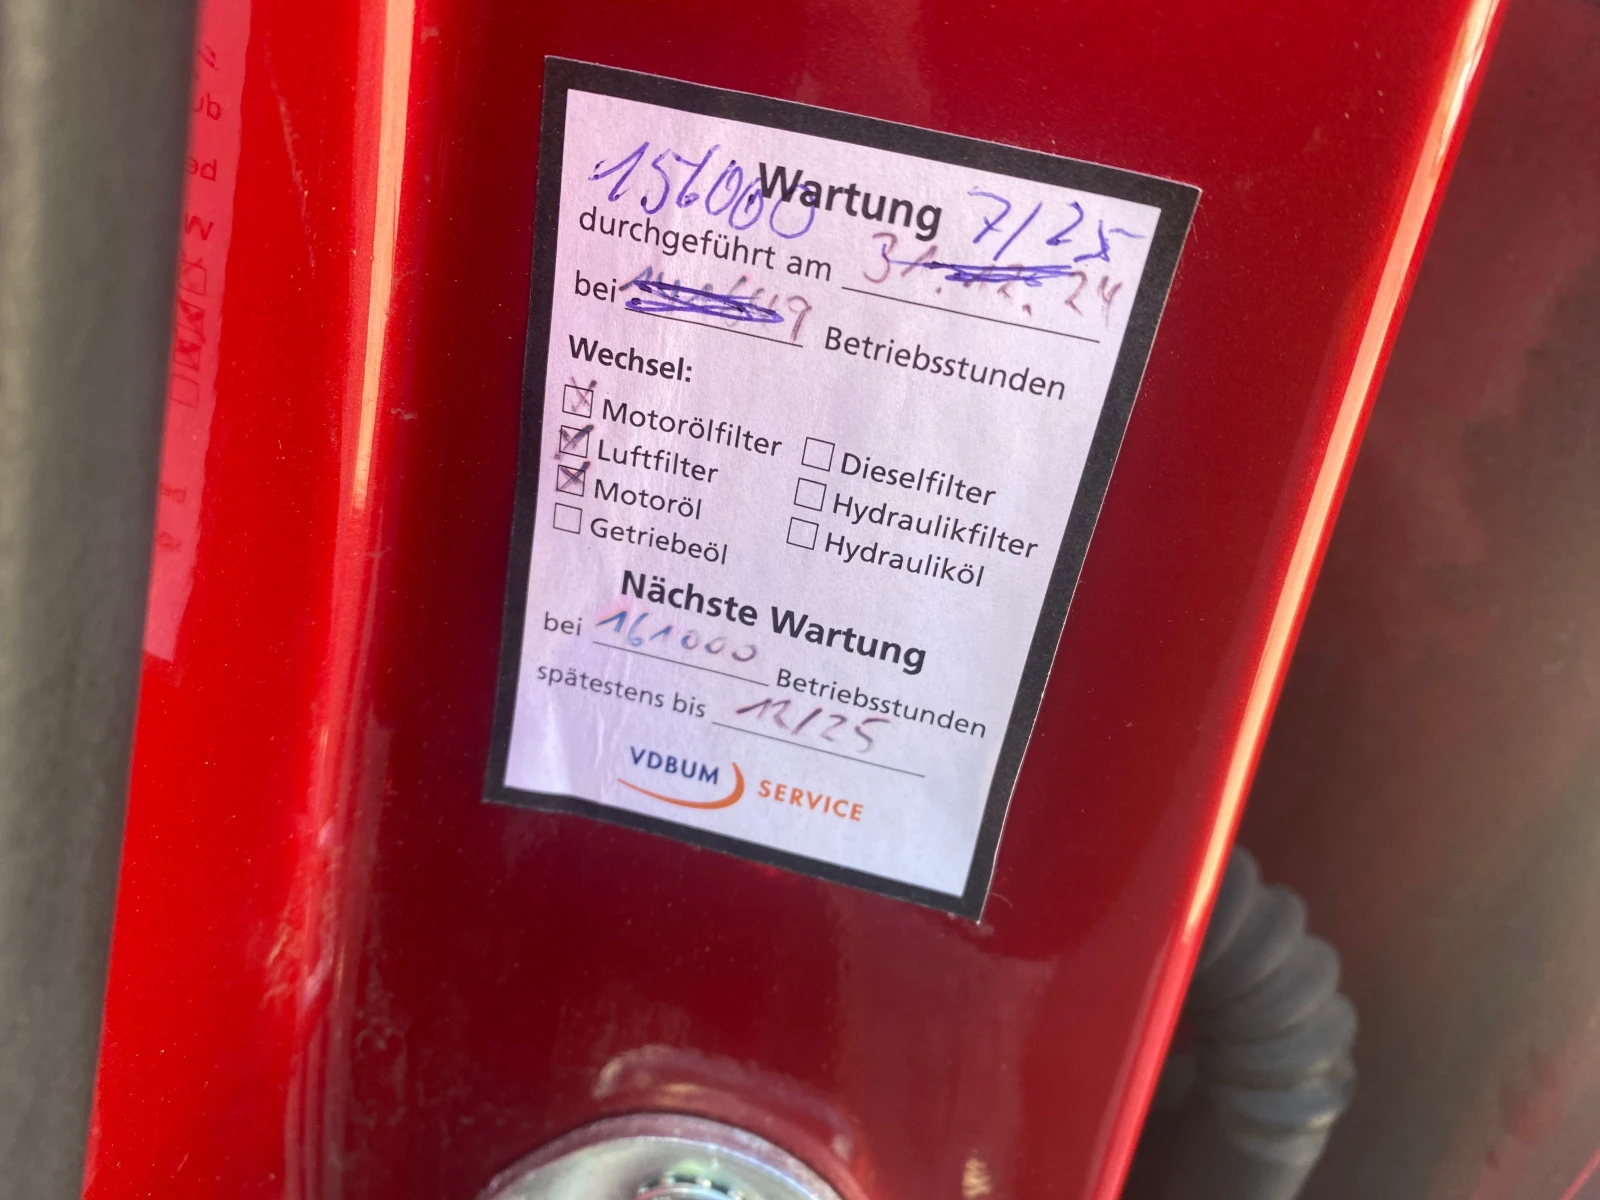 156000 Wartung 7/25
durchgeführt am 31.12.24
bei Betriebsstunden
Wechsel:
Motorölfilter
Luftfilter
Motoröl
Getriebeöl
Dieselfilter
Hydraulikfilter
Hydrauliköl
Nächste Wartung
bei 161000 Betriebsstunden
spätestens bis 12/25
VDBUM SERVICE